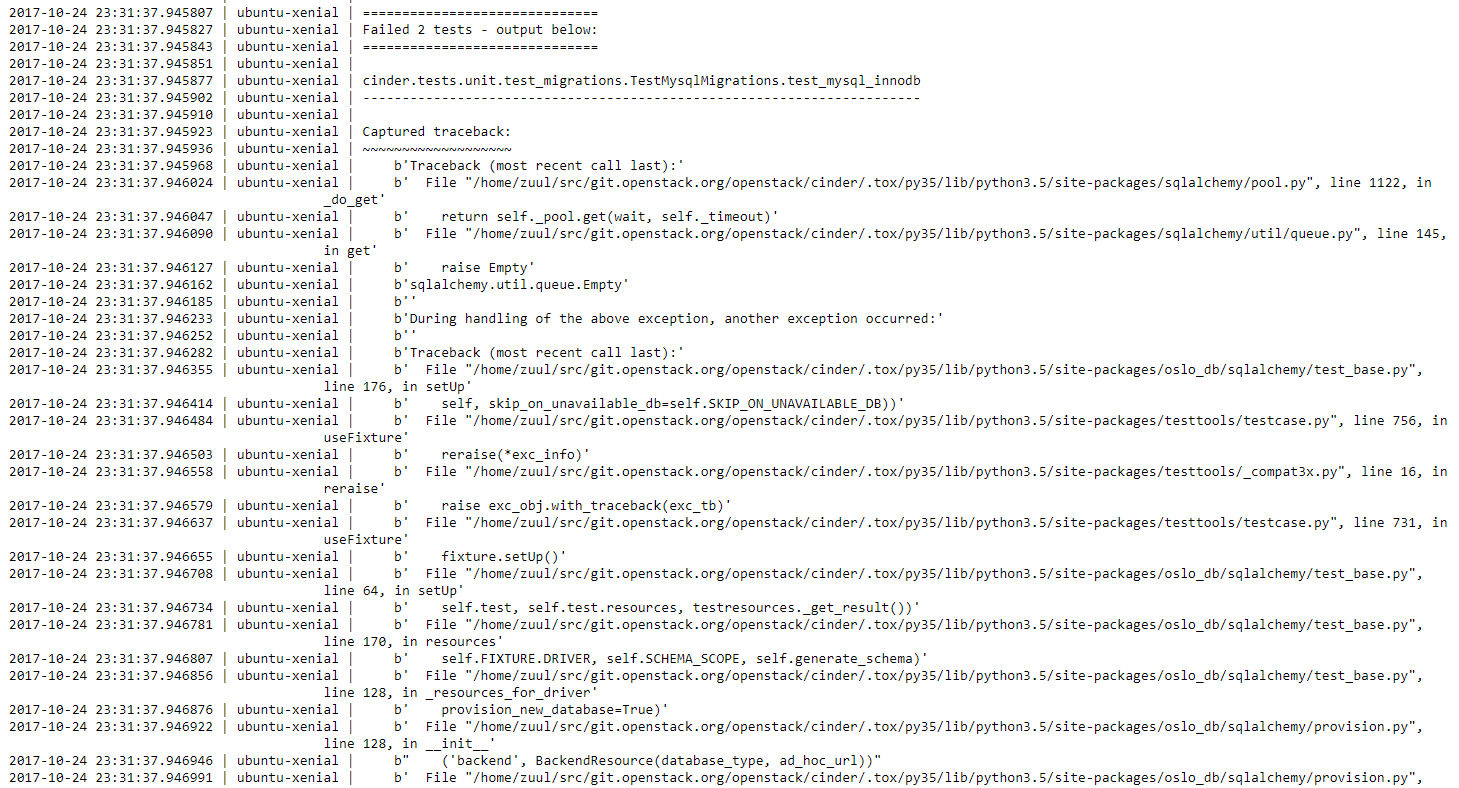 2017-10-24 23:31:37.945807 | ubuntu-xenial | ==============================
2017-10-24 23:31:37.945827 | ubuntu-xenial | Failed 2 tests - output below:
2017-10-24 23:31:37.945843 | ubuntu-xenial | ==============================
2017-10-24 23:31:37.945851 | ubuntu-xenial |
2017-10-24 23:31:37.945877 | ubuntu-xenial | cinder.tests.unit.test_migrations.TestMysqlMigrations.test_mysql_innodb
2017-10-24 23:31:37.945902 | ubuntu-xenial | -----------------------------------------------------------------------
2017-10-24 23:31:37.945910 | ubuntu-xenial |
2017-10-24 23:31:37.945923 | ubuntu-xenial | Captured traceback:
2017-10-24 23:31:37.945936 | ubuntu-xenial | ~~~~~~~~~~~~~~~~~~~
2017-10-24 23:31:37.945968 | ubuntu-xenial |     b'Traceback (most recent call last):'
2017-10-24 23:31:37.946024 | ubuntu-xenial |     b'  File "/home/zuul/src/git.openstack.org/openstack/cinder/.tox/py35/lib/python3.5/site-packages/sqlalchemy/pool.py", line 1122, in
_do_get'
2017-10-24 23:31:37.946047 | ubuntu-xenial |     b'    return self._pool.get(wait, self._timeout)'
2017-10-24 23:31:37.946090 | ubuntu-xenial |     b'  File "/home/zuul/src/git.openstack.org/openstack/cinder/.tox/py35/lib/python3.5/site-packages/sqlalchemy/util/queue.py", line 145,
in get'
2017-10-24 23:31:37.946127 | ubuntu-xenial |     b'    raise Empty'
2017-10-24 23:31:37.946162 | ubuntu-xenial |     b'sqlalchemy.util.queue.Empty'
2017-10-24 23:31:37.946185 | ubuntu-xenial |     b''
2017-10-24 23:31:37.946233 | ubuntu-xenial |     b'During handling of the above exception, another exception occurred:'
2017-10-24 23:31:37.946252 | ubuntu-xenial |     b''
2017-10-24 23:31:37.946282 | ubuntu-xenial |     b'Traceback (most recent call last):'
2017-10-24 23:31:37.946355 | ubuntu-xenial |     b'  File "/home/zuul/src/git.openstack.org/openstack/cinder/.tox/py35/lib/python3.5/site-packages/oslo_db/sqlalchemy/test_base.py",
line 176, in setUp'
2017-10-24 23:31:37.946414 | ubuntu-xenial |     b'    self, skip_on_unavailable_db=self.SKIP_ON_UNAVAILABLE_DB))'
2017-10-24 23:31:37.946484 | ubuntu-xenial |     b'  File "/home/zuul/src/git.openstack.org/openstack/cinder/.tox/py35/lib/python3.5/site-packages/testtools/testcase.py", line 756, in
useFixture'
2017-10-24 23:31:37.946503 | ubuntu-xenial |     b'    reraise(*exc_info)'
2017-10-24 23:31:37.946558 | ubuntu-xenial |     b'  File "/home/zuul/src/git.openstack.org/openstack/cinder/.tox/py35/lib/python3.5/site-packages/testtools/_compat3x.py", line 16, in
reraise'
2017-10-24 23:31:37.946579 | ubuntu-xenial |     b'    raise exc_obj.with_traceback(exc_tb)'
2017-10-24 23:31:37.946637 | ubuntu-xenial |     b'  File "/home/zuul/src/git.openstack.org/openstack/cinder/.tox/py35/lib/python3.5/site-packages/testtools/testcase.py", line 731, in
useFixture'
2017-10-24 23:31:37.946655 | ubuntu-xenial |     b'    fixture.setUp()'
2017-10-24 23:31:37.946708 | ubuntu-xenial |     b'  File "/home/zuul/src/git.openstack.org/openstack/cinder/.tox/py35/lib/python3.5/site-packages/oslo_db/sqlalchemy/test_base.py",
line 64, in setUp'
2017-10-24 23:31:37.946734 | ubuntu-xenial |     b'    self.test, self.test.resources, testresources._get_result())'
2017-10-24 23:31:37.946781 | ubuntu-xenial |     b'  File "/home/zuul/src/git.openstack.org/openstack/cinder/.tox/py35/lib/python3.5/site-packages/oslo_db/sqlalchemy/test_base.py",
line 170, in resources'
2017-10-24 23:31:37.946807 | ubuntu-xenial |     b'    self.FIXTURE.DRIVER, self.SCHEMA_SCOPE, self.generate_schema)'
2017-10-24 23:31:37.946856 | ubuntu-xenial |     b'  File "/home/zuul/src/git.openstack.org/openstack/cinder/.tox/py35/lib/python3.5/site-packages/oslo_db/sqlalchemy/test_base.py",
line 128, in _resources_for_driver'
2017-10-24 23:31:37.946876 | ubuntu-xenial |     b'    provision_new_database=True)'
2017-10-24 23:31:37.946922 | ubuntu-xenial |     b'  File "/home/zuul/src/git.openstack.org/openstack/cinder/.tox/py35/lib/python3.5/site-packages/oslo_db/sqlalchemy/provision.py",
line 128, in __init__'
2017-10-24 23:31:37.946946 | ubuntu-xenial |     b"    ('backend', BackendResource(database_type, ad_hoc_url))"
2017-10-24 23:31:37.946991 | ubuntu-xenial |     b'  File "/home/zuul/src/git.openstack.org/openstack/cinder/.tox/py35/lib/python3.5/site-packages/oslo_db/sqlalchemy/provision.py",